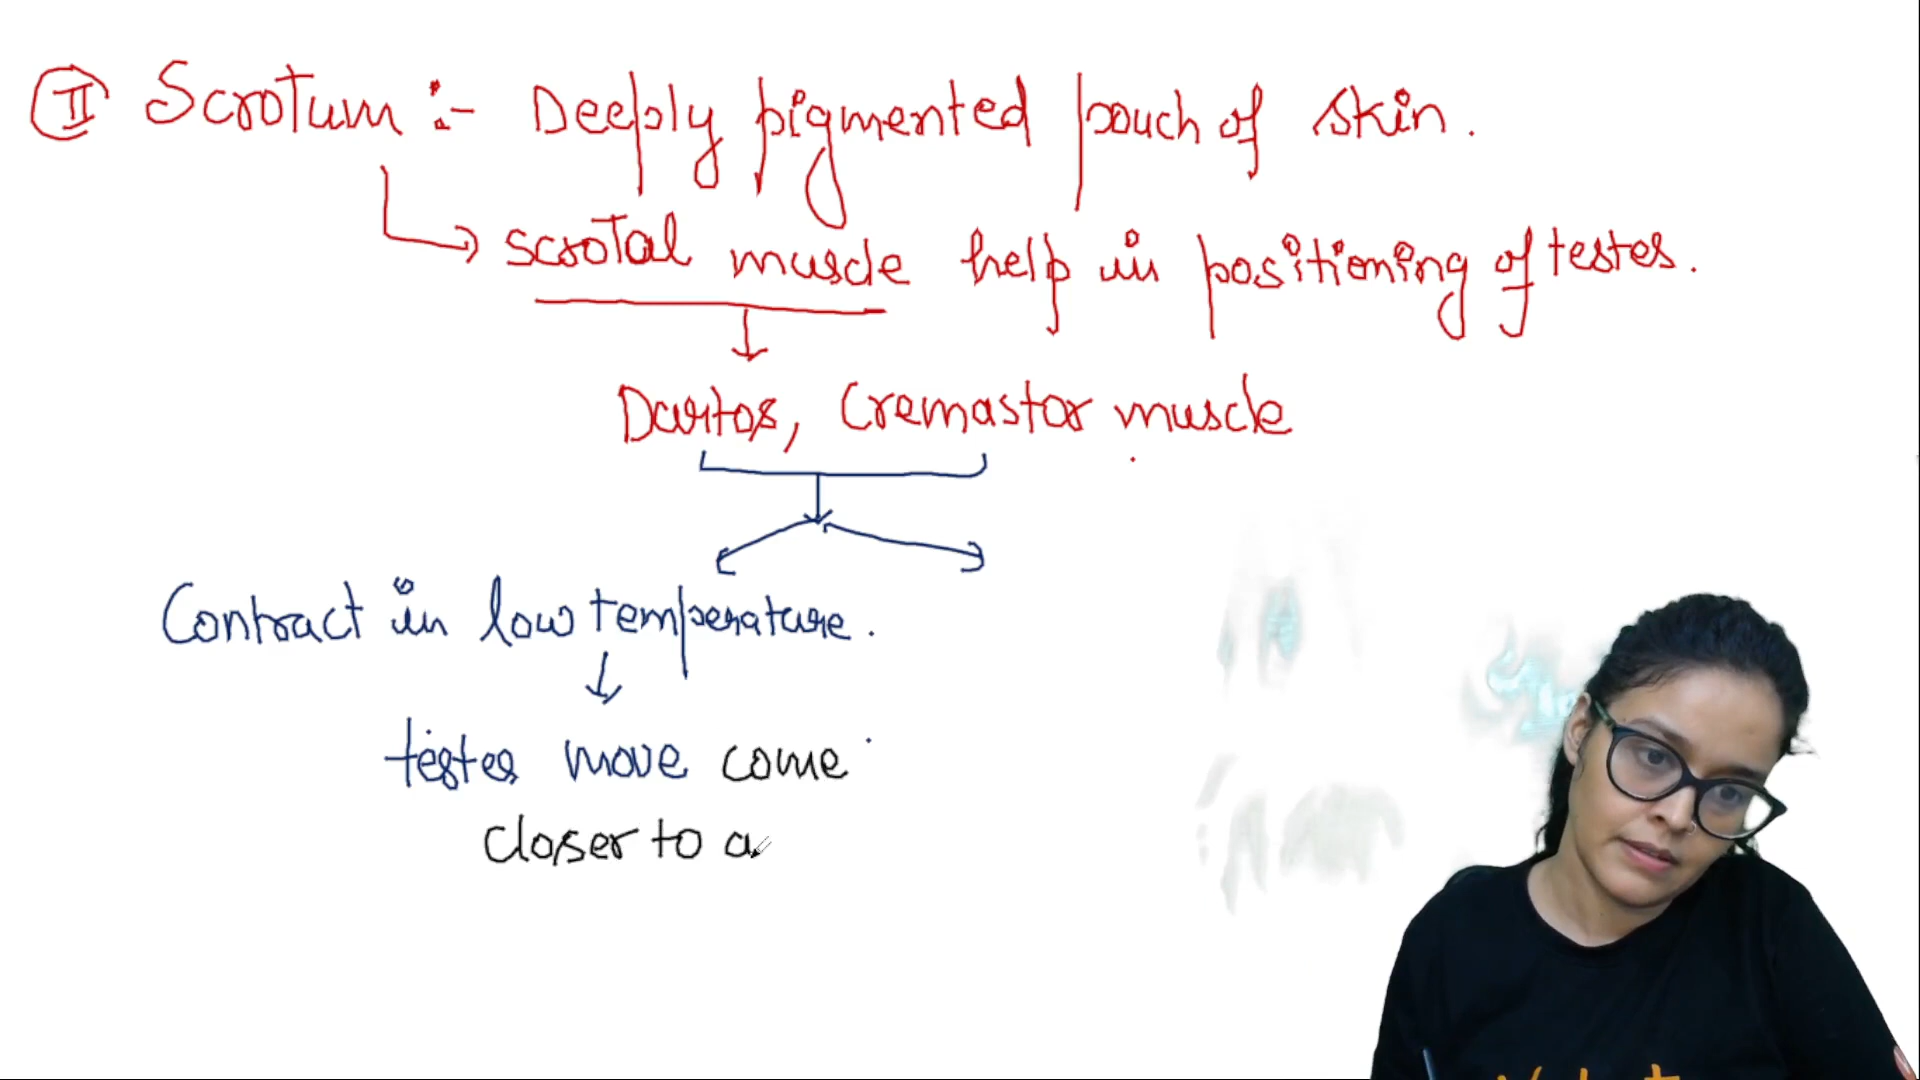 II Scrotum :- Deeply pigmented pouch of skin.
scrotal muscle help in positioning of testes.
Dartos, Cremastor muscle
Contract in low temperature.
testes move come
closer to a